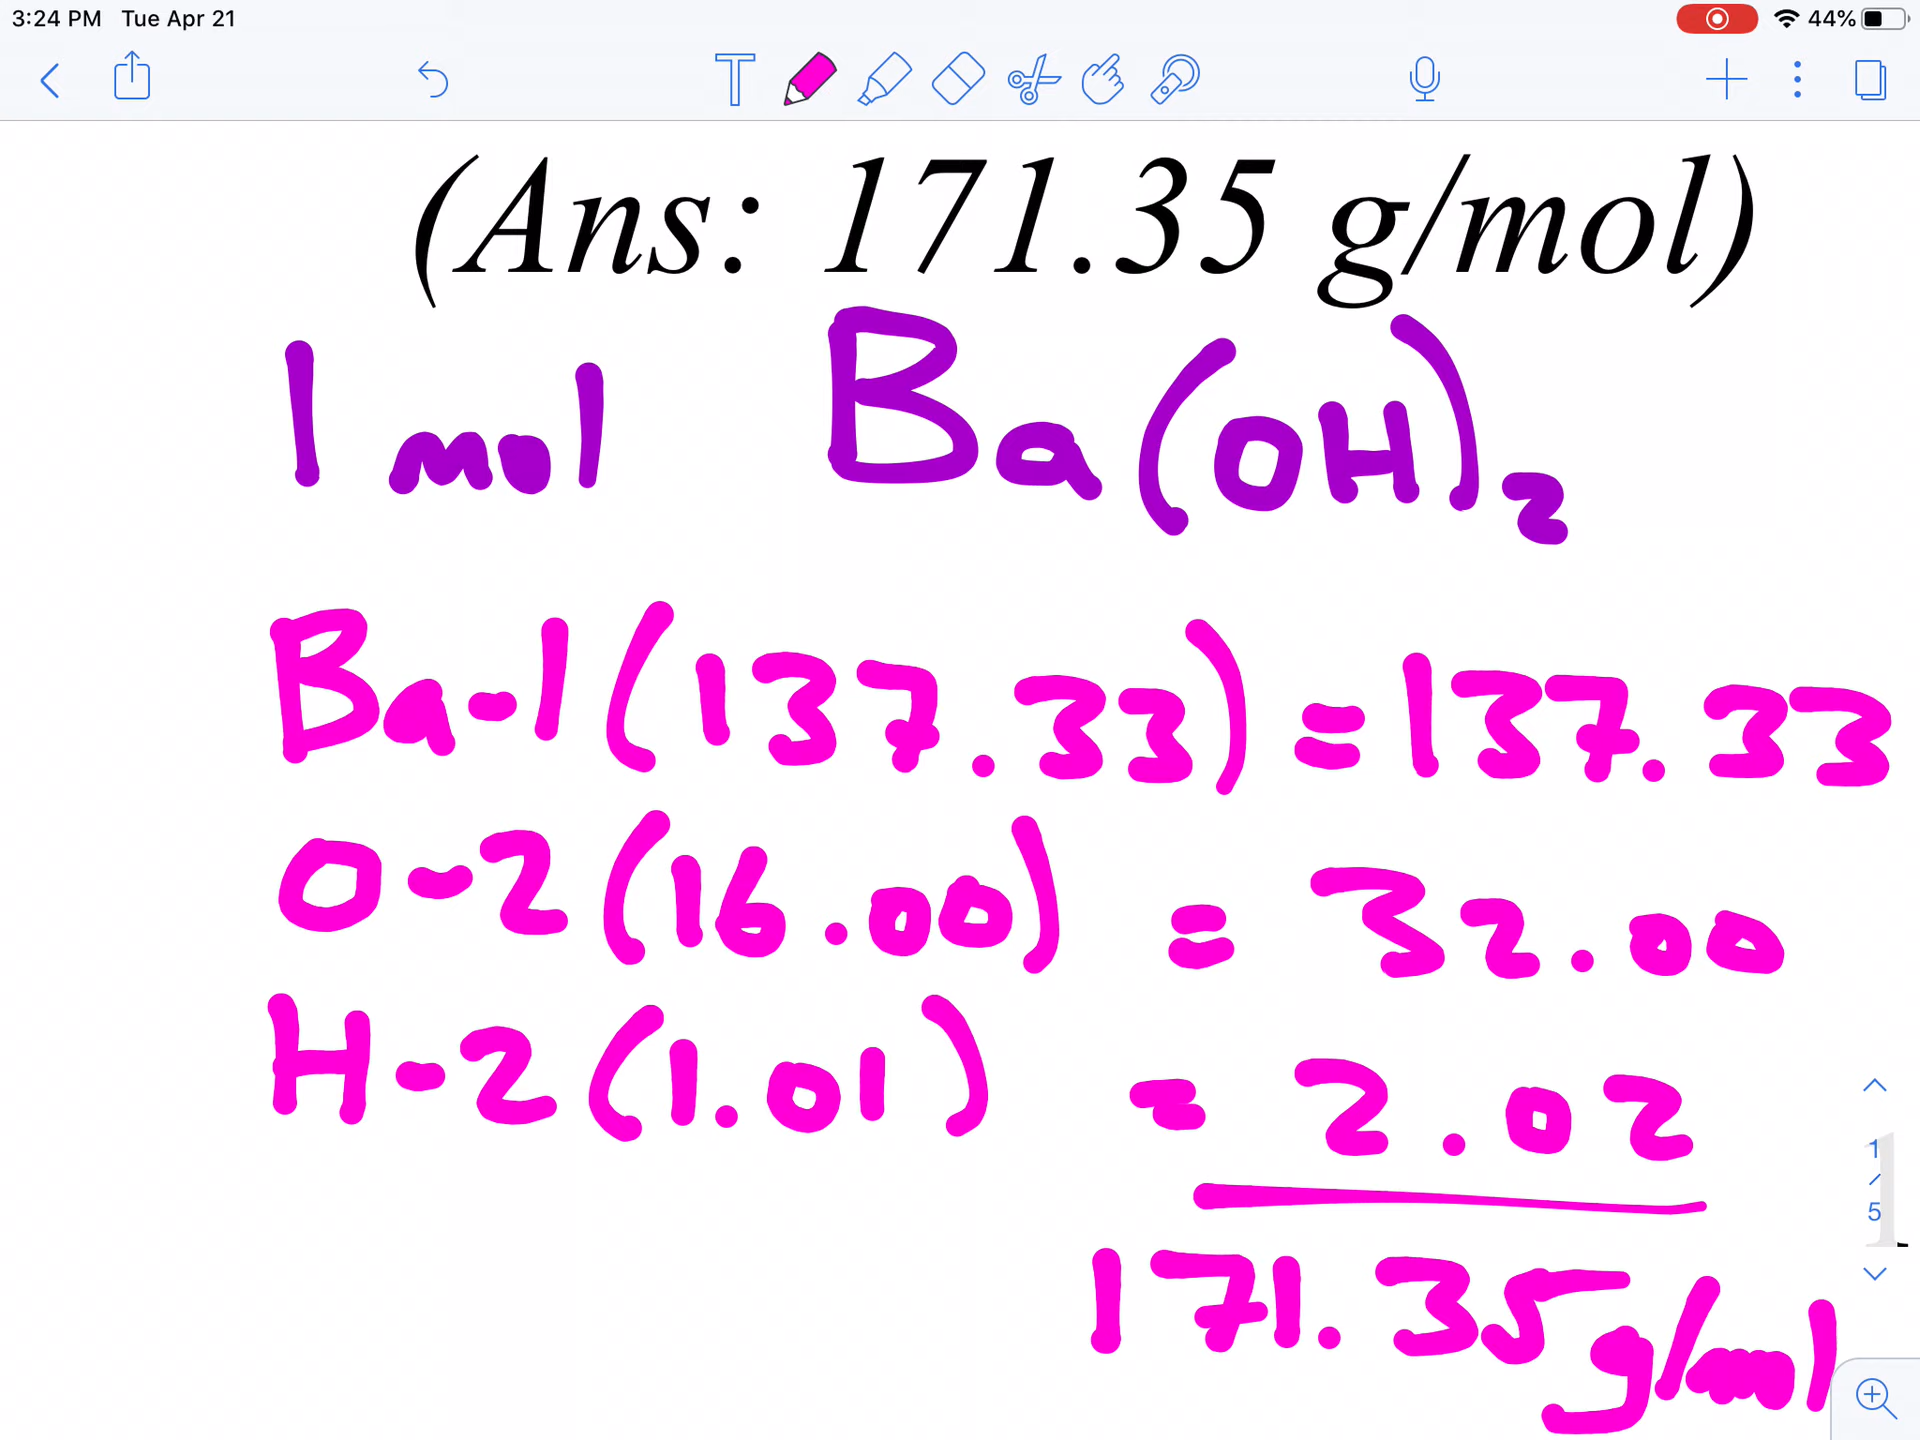 3:24 PM Tue Apr 21 44%
T
(Ans: 171.35 g/mol)
1 mol Ba(OH)2
Ba-1(137.33)=137.33
O-2(16.00) = 32.00
H-2(1.01) = 2.02
171.35 g/mol
1/5